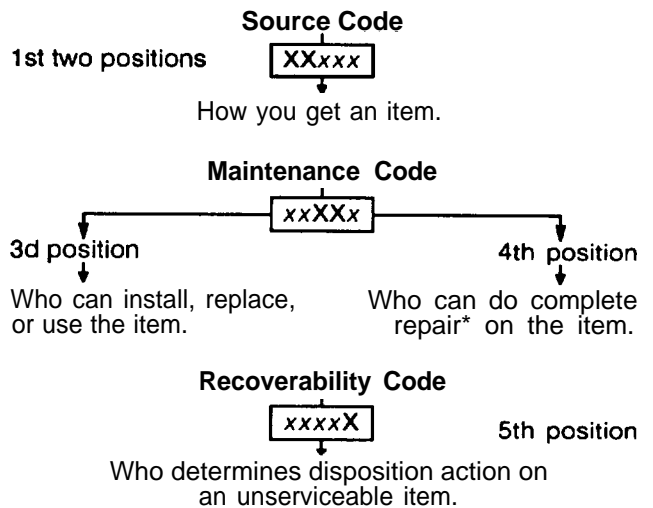 Source Code
1st two positions
XXxxx
How you get an item.
Maintenance Code
xxXXx
3d position
4th position
Who can install, replace,
or use the item.
Who can do complete
repair* on the item.
Recoverability Code
xxxxX
5th position
Who determines disposition action on
an unserviceable item.